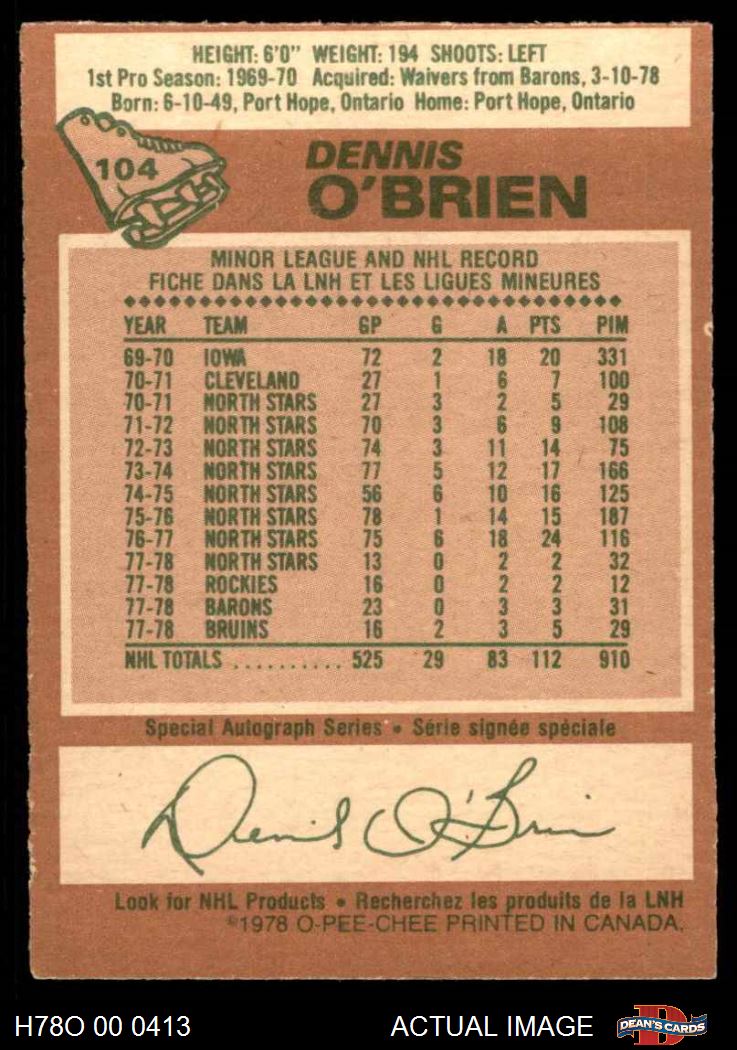 HEIGHT: 6'0" WEIGHT: 194 SHOOTS: LEFT
1st Pro Season: 1969-70 Acquired: Waivers from Barons, 3-10-78
Born: 6-10-49, Port Hope, Ontario Home: Port Hope, Ontario
104
DENNIS
O'BRIEN
MINOR LEAGUE AND NHL RECORD
FICHE DANS LA LNH ET LES LIGUES MINEURES
YEAR TEAM GP G A PTS PIM
69-70 IOWA 72 2 18 20 331
70-71 CLEVELAND 27 1 6 7 100
70-71 NORTH STARS 27 3 2 5 29
71-72 NORTH STARS 70 3 6 9 108
72-73 NORTH STARS 74 3 11 14 75
73-74 NORTH STARS 77 5 12 17 166
74-75 NORTH STARS 56 6 10 16 125
75-76 NORTH STARS 78 1 14 15 187
76-77 NORTH STARS 75 6 18 24 116
77-78 NORTH STARS 13 0 2 2 32
77-78 ROCKIES 16 0 2 2 12
77-78 BARONS 23 0 3 3 31
77-78 BRUINS 16 2 3 5 29
NHL TOTALS .......... 525 29 83 112 910
Special Autograph Series • Série signée spéciale
Dennis O'Brien
Look for NHL Products • Recherchez les produits de la LNH
©1978 O-PEE-CHEE PRINTED IN CANADA.
H78O 00 0413 ACTUAL IMAGE D DEAN'S CARDS